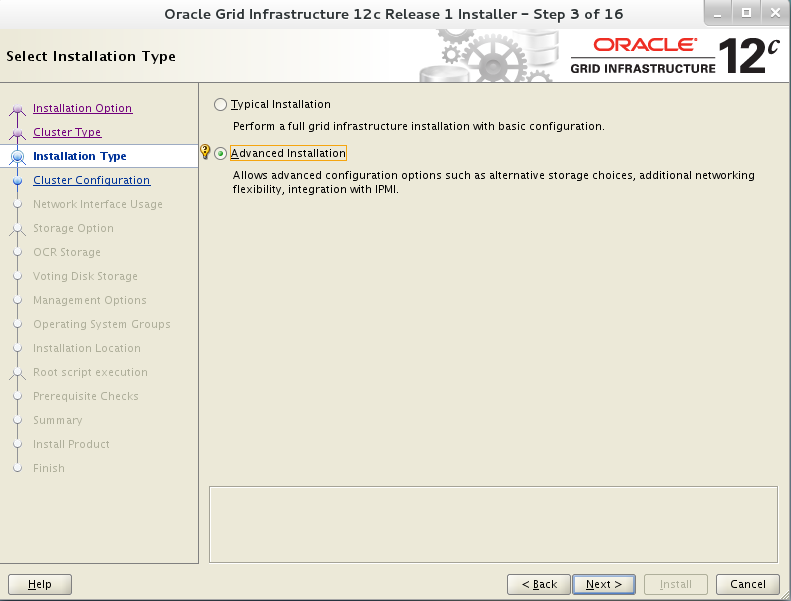 Oracle Grid Infrastructure 12c Release 1 Installer - Step 3 of 16
Select Installation Type
ORACLE®
GRID INFRASTRUCTURE
12c
Installation Option
Cluster Type
Installation Type
Cluster Configuration
Network Interface Usage
Storage Option
OCR Storage
Voting Disk Storage
Management Options
Operating System Groups
Installation Location
Root script execution
Prerequisite Checks
Summary
Install Product
Finish
Typical Installation
Perform a full grid infrastructure installation with basic configuration.
Advanced Installation
Allows advanced configuration options such as alternative storage choices, additional networking
flexibility, integration with IPMI.
Help
< Back
Next >
Install
Cancel